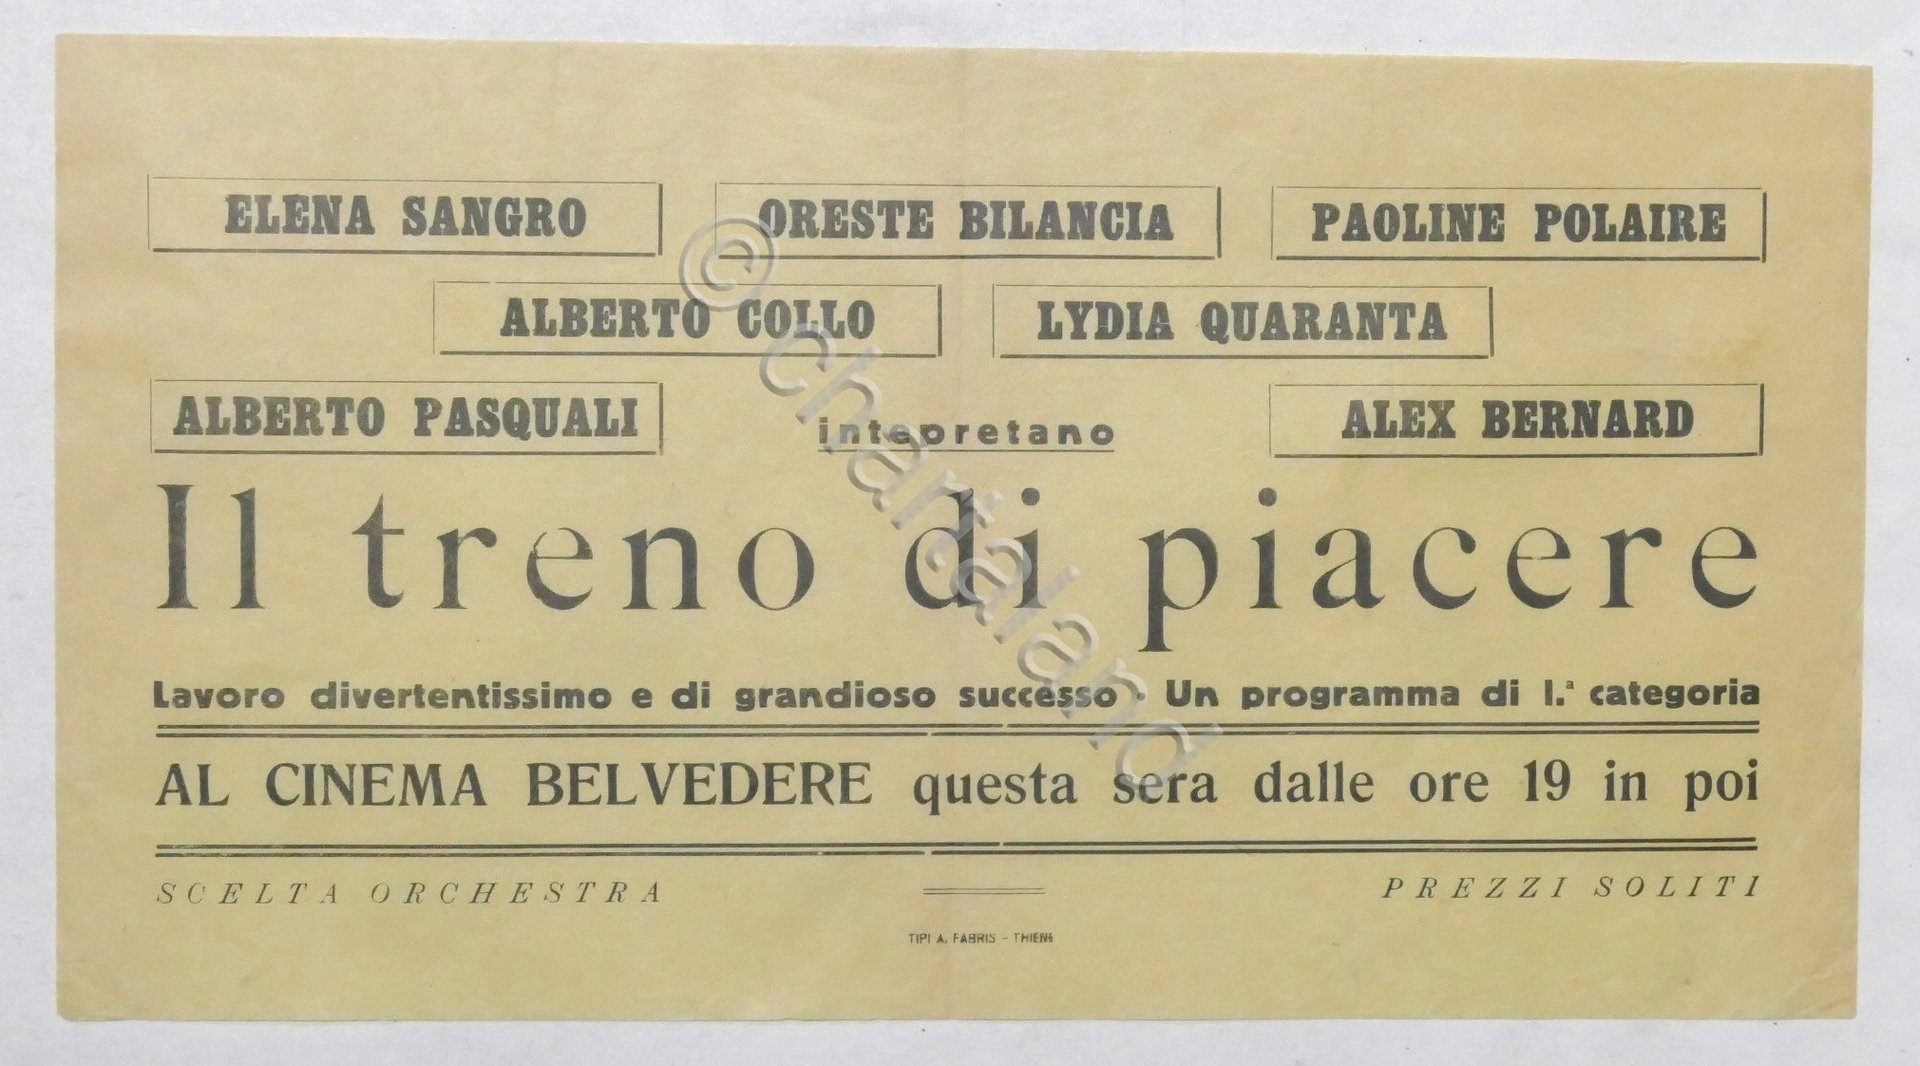 ELENA SANGRO ORESTE BILANCIA PAOLINE POLAIRE
ALBERTO COLLO LYDIA QUARANTA
ALBERTO PASQUALI intepretano ALEX BERNARD
Il treno di piacere
Lavoro divertentissimo e di grandioso successo - Un programma di I.ª categoria
AL CINEMA BELVEDERE questa sera dalle ore 19 in poi
SCELTA ORCHESTRA PREZZI SOLITI
TIPI A. FABRIS - THIENE
© chartaland